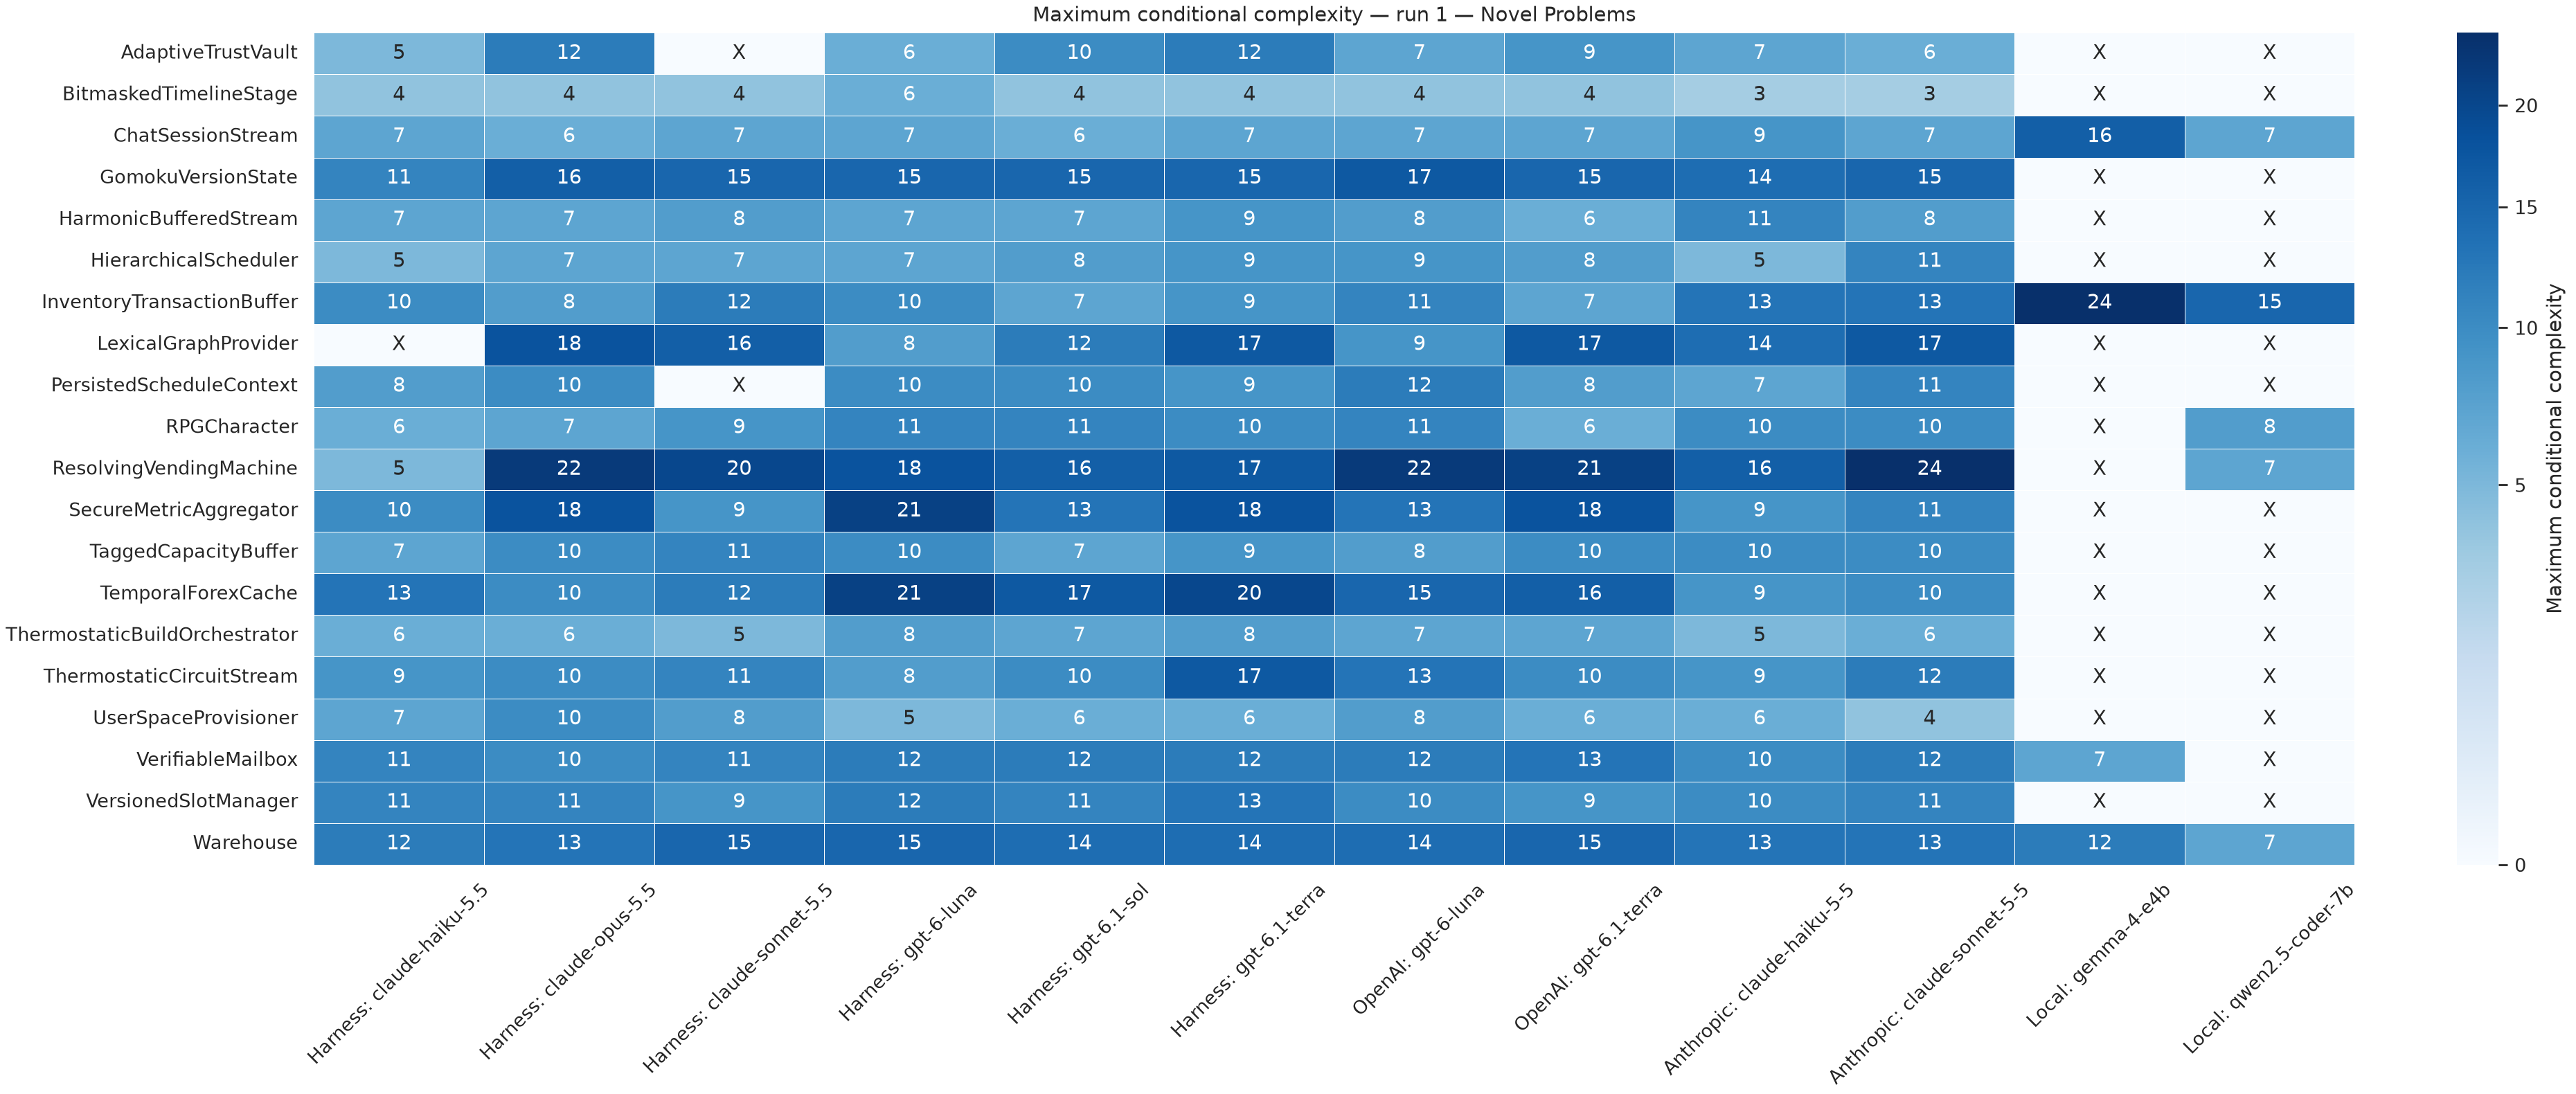 Maximum conditional complexity — run 1 — Novel Problems
AdaptiveTrustVault 5 12 X 6 10 12 7 9 7 6 X X
BitmaskedTimelineStage 4 4 4 6 4 4 4 4 3 3 X X
ChatSessionStream 7 6 7 7 6 7 7 7 9 7 16 7
GomokuVersionState 11 16 15 15 15 15 17 15 14 15 X X
HarmonicBufferedStream 7 7 8 7 7 9 8 6 11 8 X X
HierarchicalScheduler 5 7 7 7 8 9 9 8 5 11 X X
InventoryTransactionBuffer 10 8 12 10 7 9 11 7 13 13 24 15
LexicalGraphProvider X 18 16 8 12 17 9 17 14 17 X X
PersistedScheduleContext 8 10 X 10 10 9 12 8 7 11 X X
RPGCharacter 6 7 9 11 11 10 11 6 10 10 X 8
ResolvingVendingMachine 5 22 20 18 16 17 22 21 16 24 X 7
SecureMetricAggregator 10 18 9 21 13 18 13 18 9 11 X X
TaggedCapacityBuffer 7 10 11 10 7 9 8 10 10 10 X X
TemporalForexCache 13 10 12 21 17 20 15 16 9 10 X X
ThermostaticBuildOrchestrator 6 6 5 8 7 8 7 7 5 6 X X
ThermostaticCircuitStream 9 10 11 8 10 17 13 10 9 12 X X
UserSpaceProvisioner 7 10 8 5 6 6 8 6 6 4 X X
VerifiableMailbox 11 10 11 12 12 12 12 13 10 12 7 X
VersionedSlotManager 11 11 9 12 11 13 10 9 10 11 X X
Warehouse 12 13 15 15 14 14 14 15 13 13 12 7
Harness: claude-haiku-5.5
Harness: claude-opus-5.5
Harness: claude-sonnet-5.5
Harness: gpt-6-luna
Harness: gpt-6.1-sol
Harness: gpt-6.1-terra
OpenAI: gpt-6-luna
OpenAI: gpt-6.1-terra
Anthropic: claude-haiku-5-5
Anthropic: claude-sonnet-5-5
Local: gemma-4-e4b
Local: qwen2.5-coder-7b
20
15
10
5
0
Maximum conditional complexity